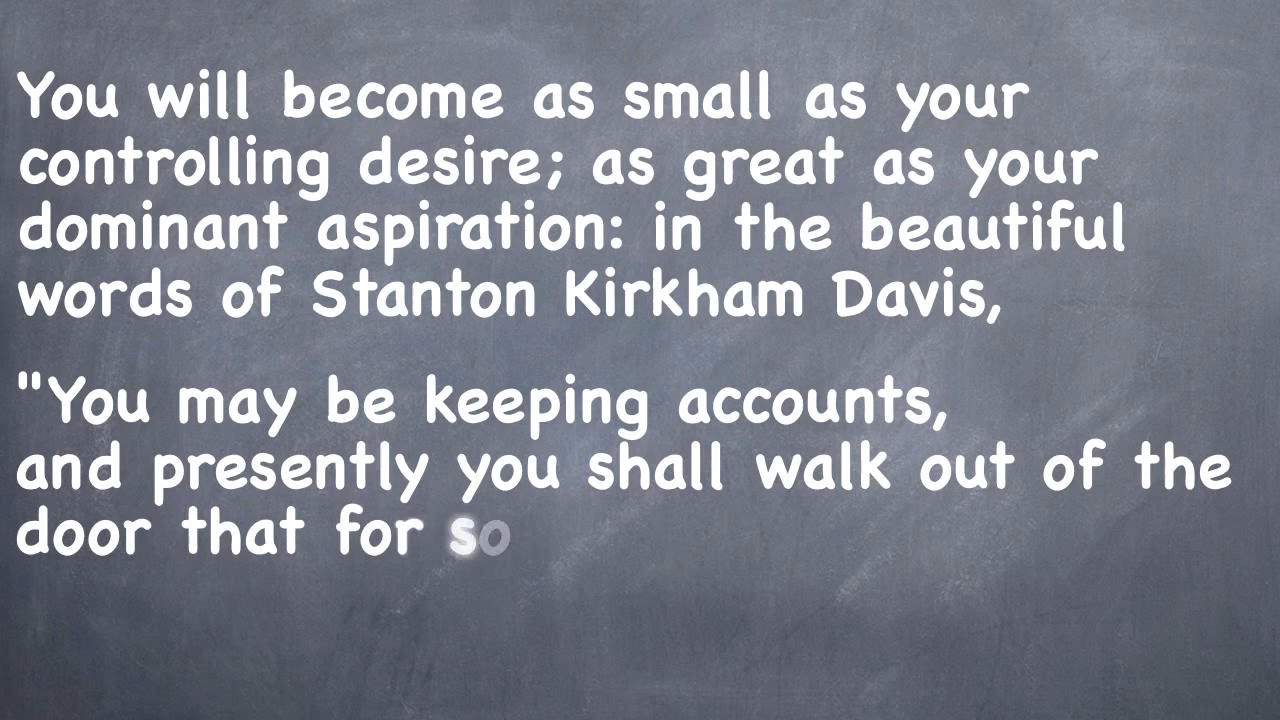 You will become as small as your
controlling desire; as great as your
dominant aspiration: in the beautiful
words of Stanton Kirkham Davis,
"You may be keeping accounts,
and presently you shall walk out of the
door that for so